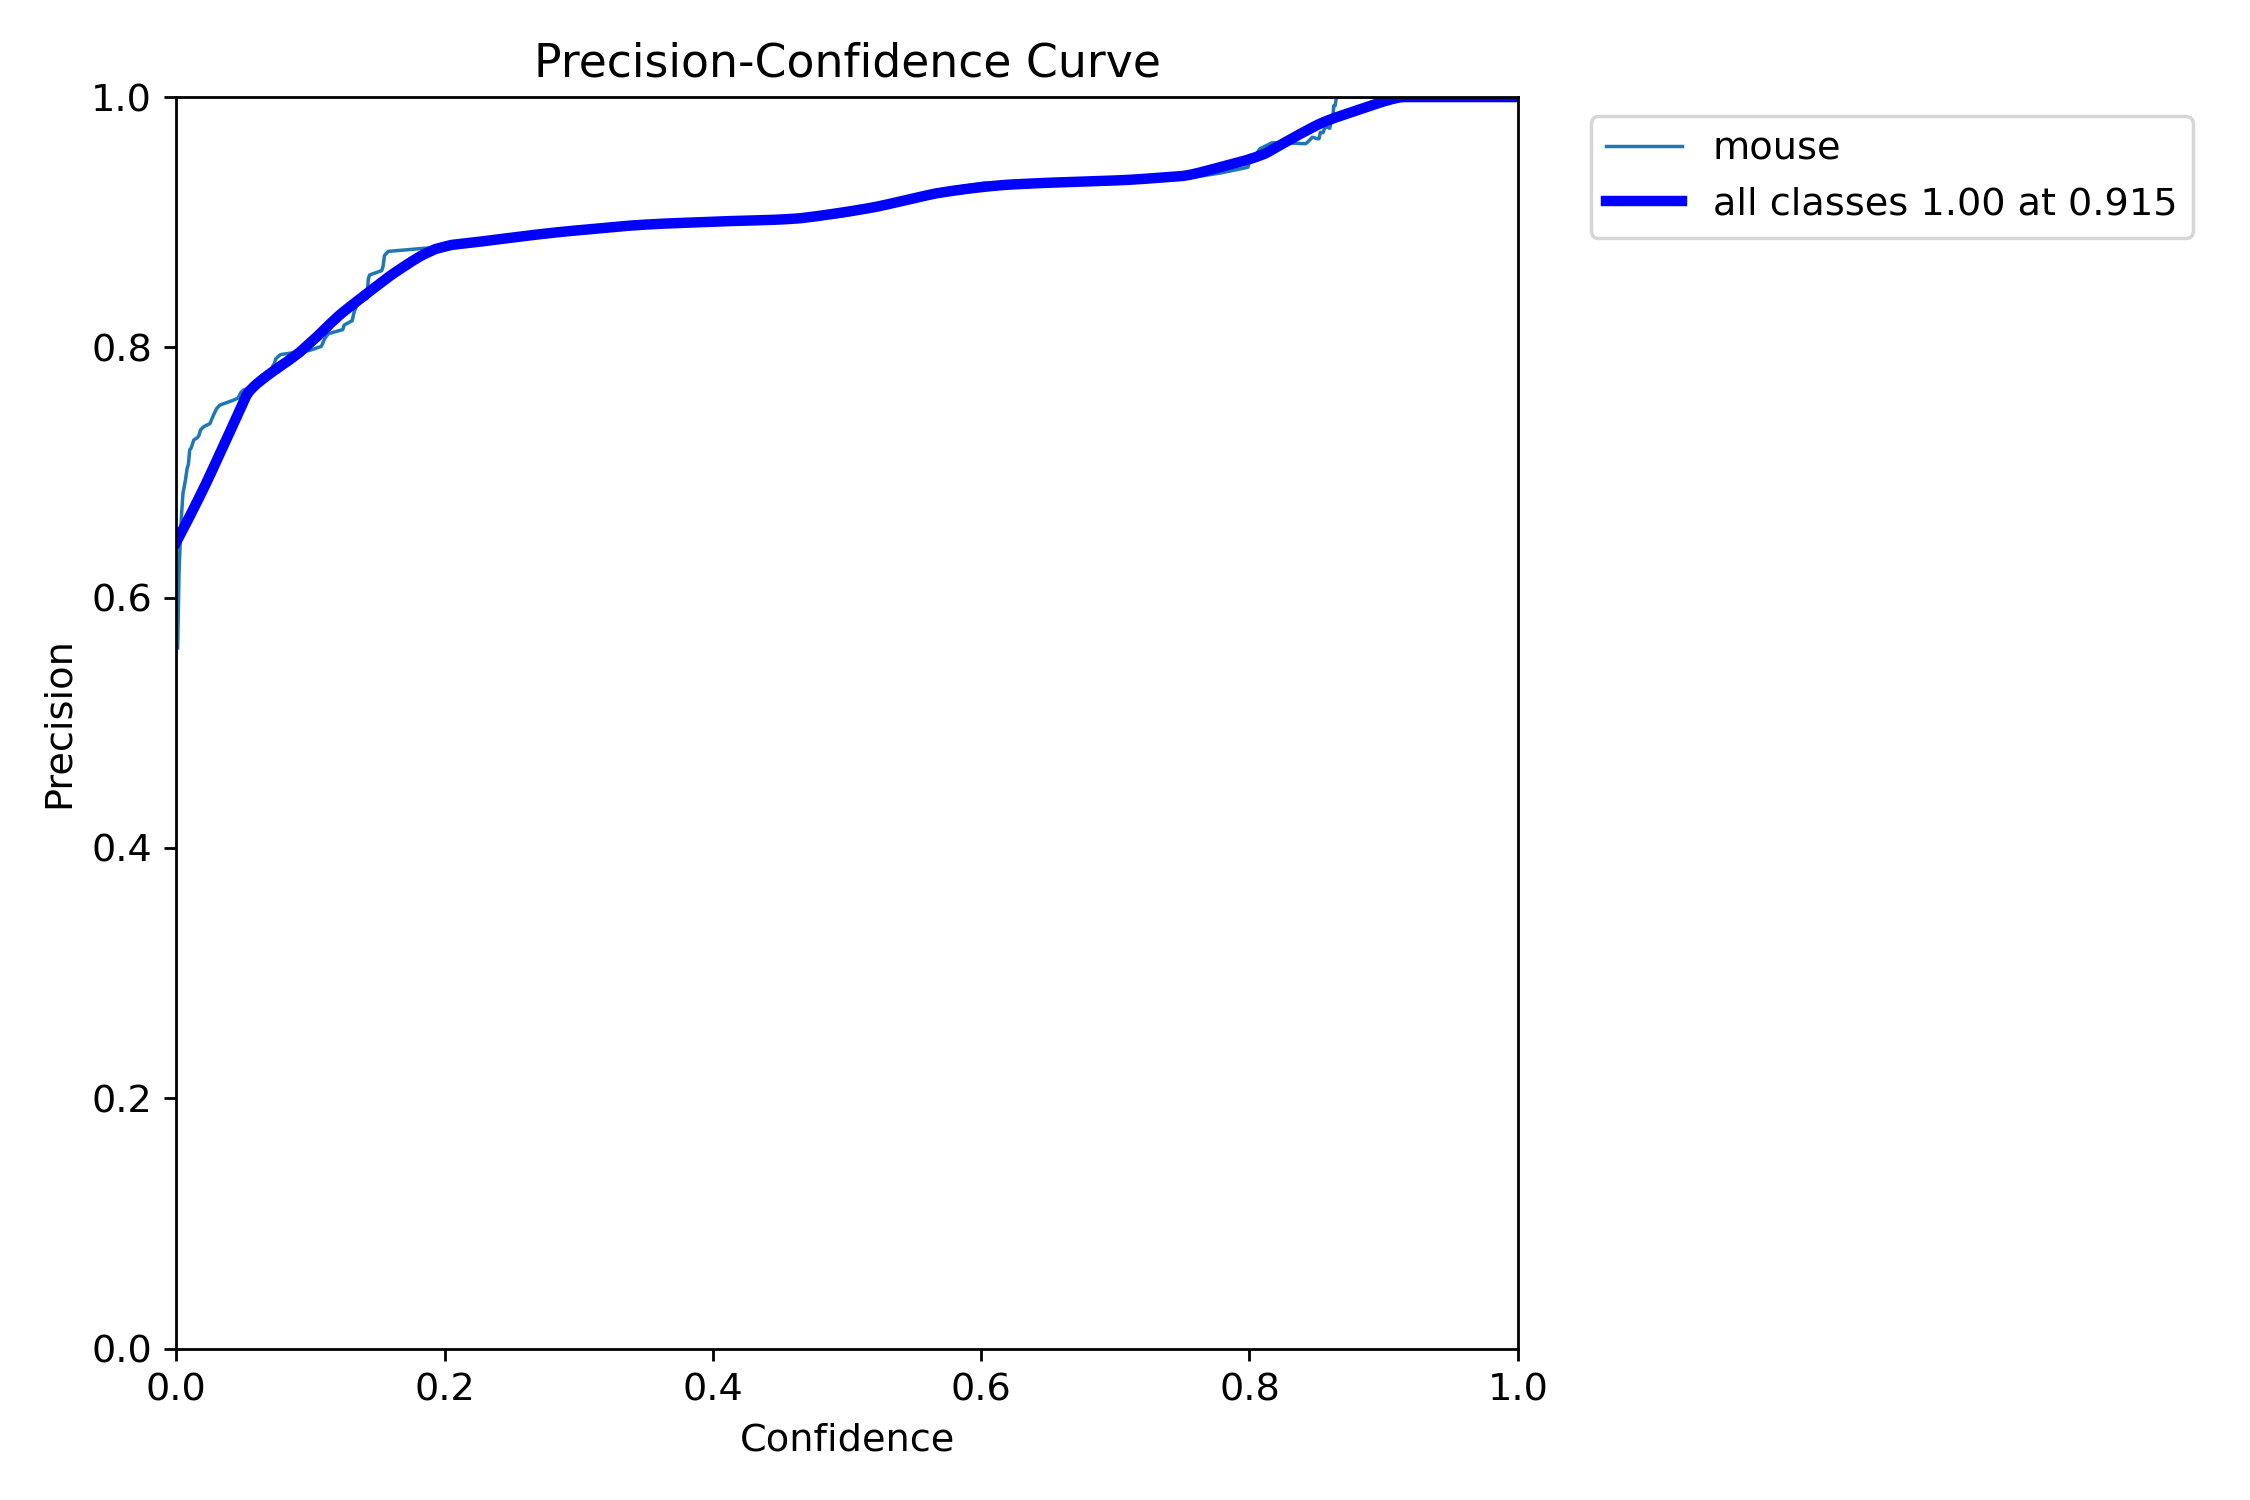 Precision-Confidence Curve
1.0
0.8
0.6
0.4
0.2
0.0
Precision
0.0 0.2 0.4 0.6 0.8 1.0
Confidence
mouse
all classes 1.00 at 0.915